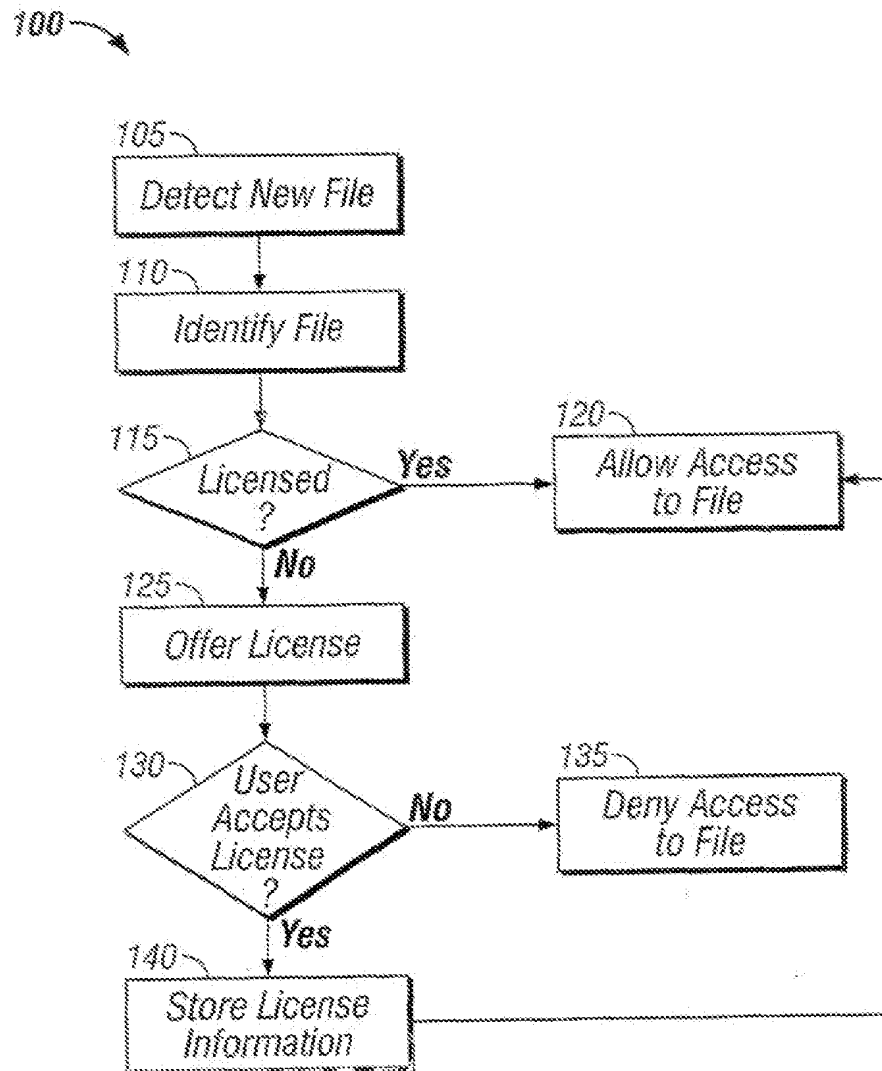 100
105
Detect New File
110
Identify File
115
Licensed
?
Yes
120
Allow Access
to File
No
125
Offer License
130
User
Accepts
License
?
No
135
Deny Access
to File
Yes
140
Store License
Information